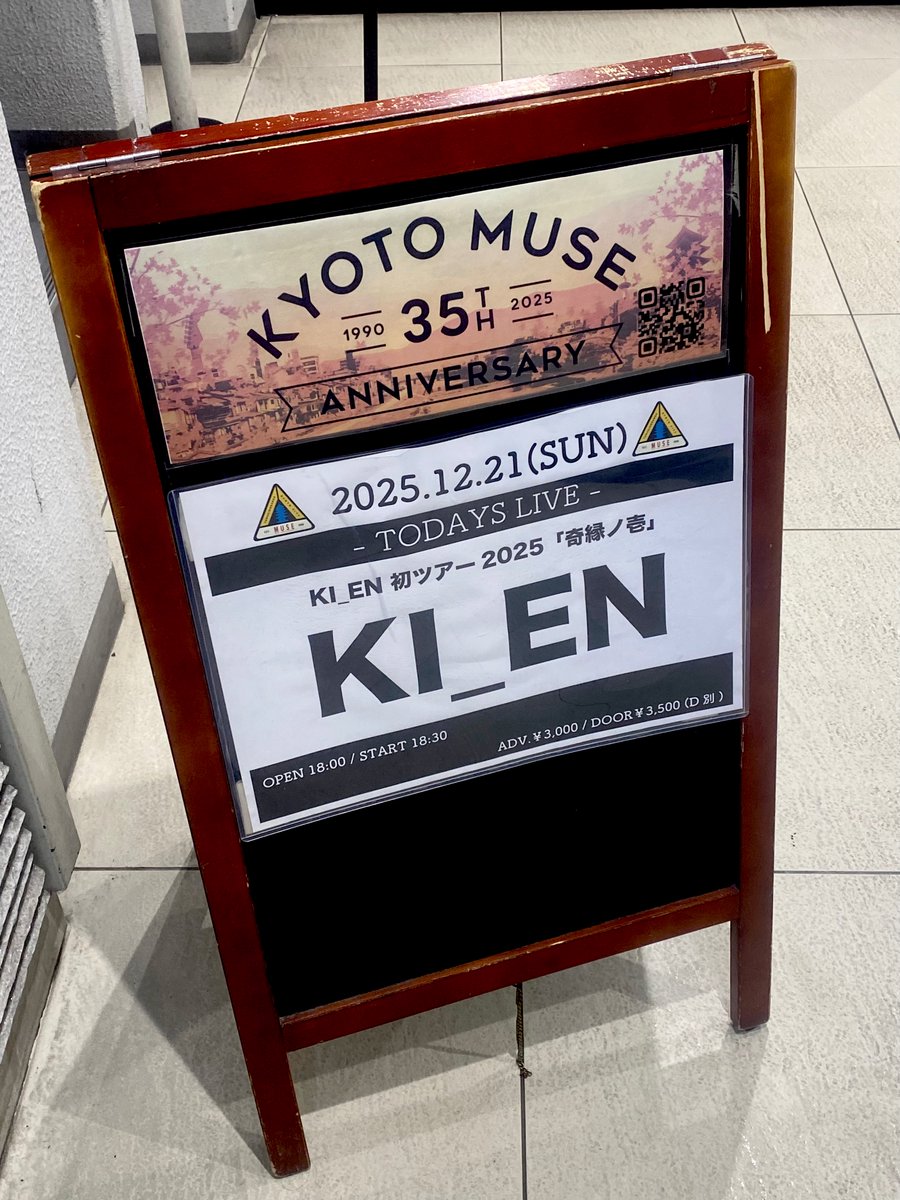 KYOTO MUSE
1990 35TH 2025
ANNIVERSARY
2025.12.21(SUN)
MUSE
MUSE
- TODAYS LIVE -
KI_EN 初ツアー 2025「奇縁ノ壱」
KI_EN
OPEN 18:00 / START 18:30
ADV.¥3,000 / DOOR¥3,500 (D 別)